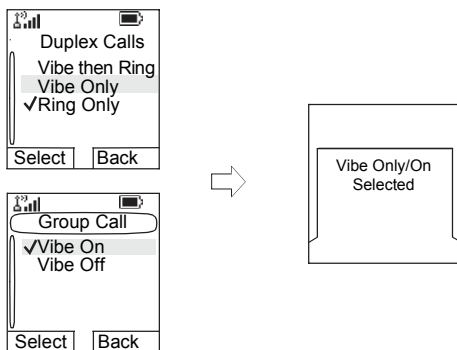 Duplex Calls
Vibe then Ring
Vibe Only
✓Ring Only
Select Back
Group Call
✓Vibe On
Vibe Off
Select Back
Vibe Only/On
Selected